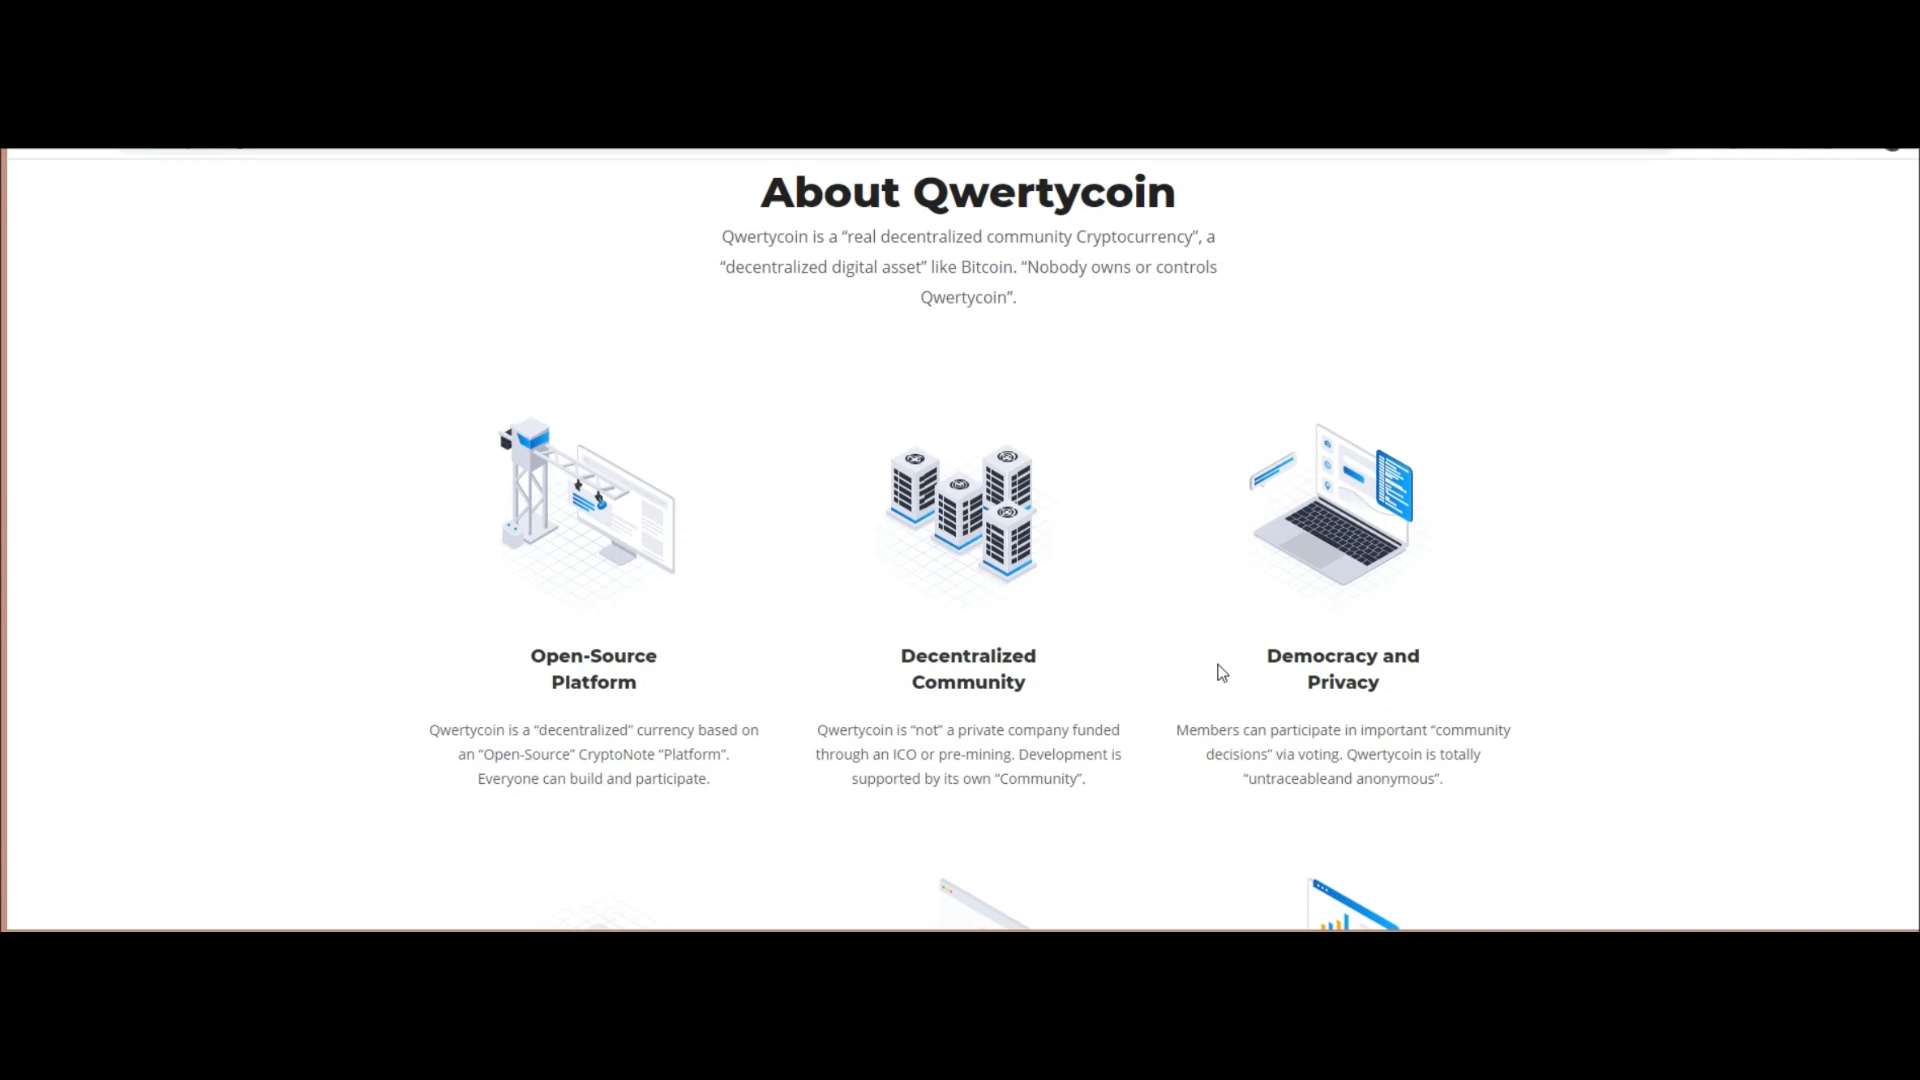 About Qwertycoin
Qwertycoin is a “real decentralized community Cryptocurrency”, a
“decentralized digital asset” like Bitcoin. “Nobody owns or controls
Qwertycoin”.
Open-Source
Platform
Qwertycoin is a “decentralized” currency based on
an “Open-Source” CryptoNote “Platform”.
Everyone can build and participate.
Decentralized
Community
Qwertycoin is “not” a private company funded
through an ICO or pre-mining. Development is
supported by its own “Community”.
Democracy and
Privacy
Members can participate in important “community
decisions” via voting. Qwertycoin is totally
“untraceableand anonymous”.